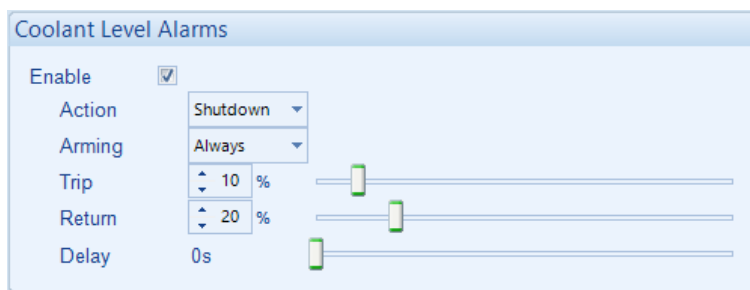 Coolant Level Alarms
Enable
Action Shutdown
Arming Always
Trip 10 %
Return 20 %
Delay 0s